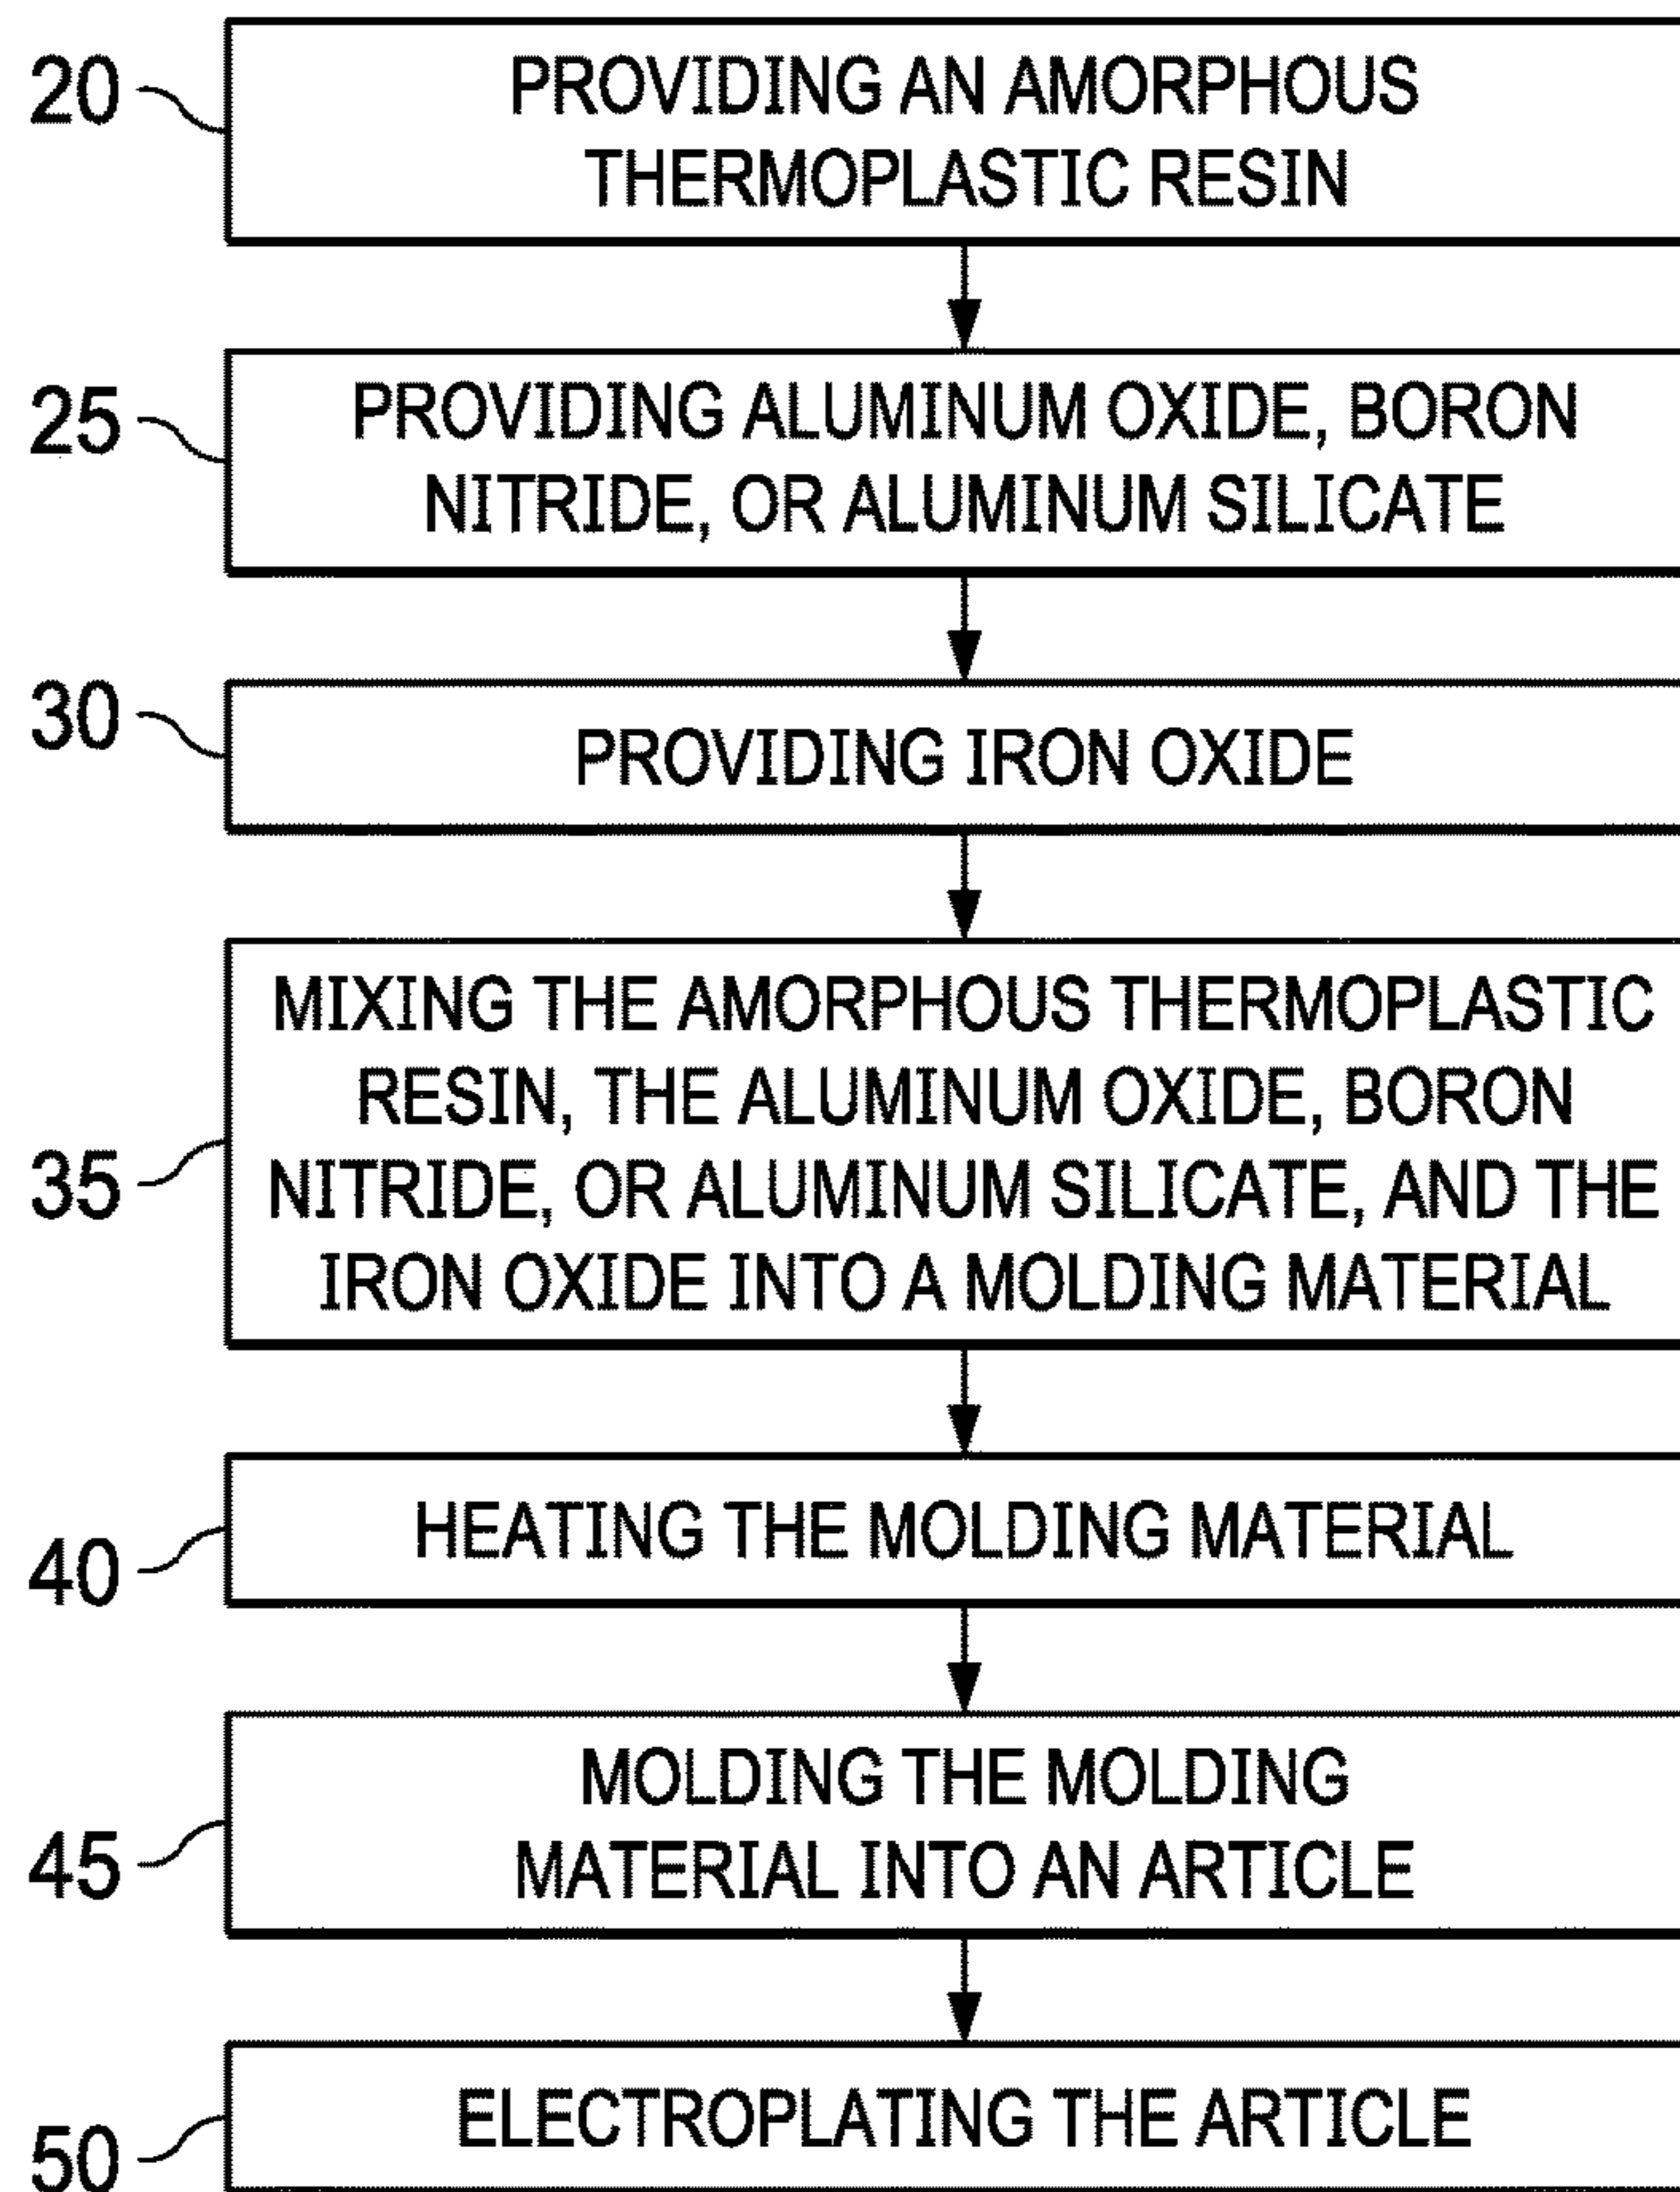 20
PROVIDING AN AMORPHOUS
THERMOPLASTIC RESIN
25
PROVIDING ALUMINUM OXIDE, BORON
NITRIDE, OR ALUMINUM SILICATE
30
PROVIDING IRON OXIDE
35
MIXING THE AMORPHOUS THERMOPLASTIC
RESIN, THE ALUMINUM OXIDE, BORON
NITRIDE, OR ALUMINUM SILICATE, AND THE
IRON OXIDE INTO A MOLDING MATERIAL
40
HEATING THE MOLDING MATERIAL
45
MOLDING THE MOLDING
MATERIAL INTO AN ARTICLE
50
ELECTROPLATING THE ARTICLE